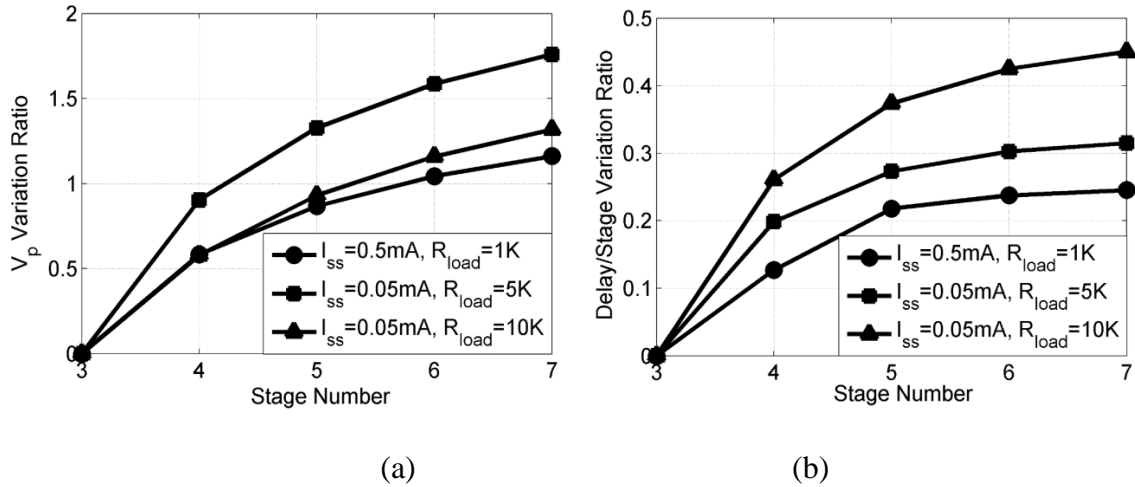 2
1.5
1
0.5
0
V_p Variation Ratio
3 4 5 6 7
Stage Number
I_ss=0.5mA, R_load=1K
I_ss=0.05mA, R_load=5K
I_ss=0.05mA, R_load=10K
(a)
0.5
0.4
0.3
0.2
0.1
0
Delay/Stage Variation Ratio
3 4 5 6 7
Stage Number
I_ss=0.5mA, R_load=1K
I_ss=0.05mA, R_load=5K
I_ss=0.05mA, R_load=10K
(b)